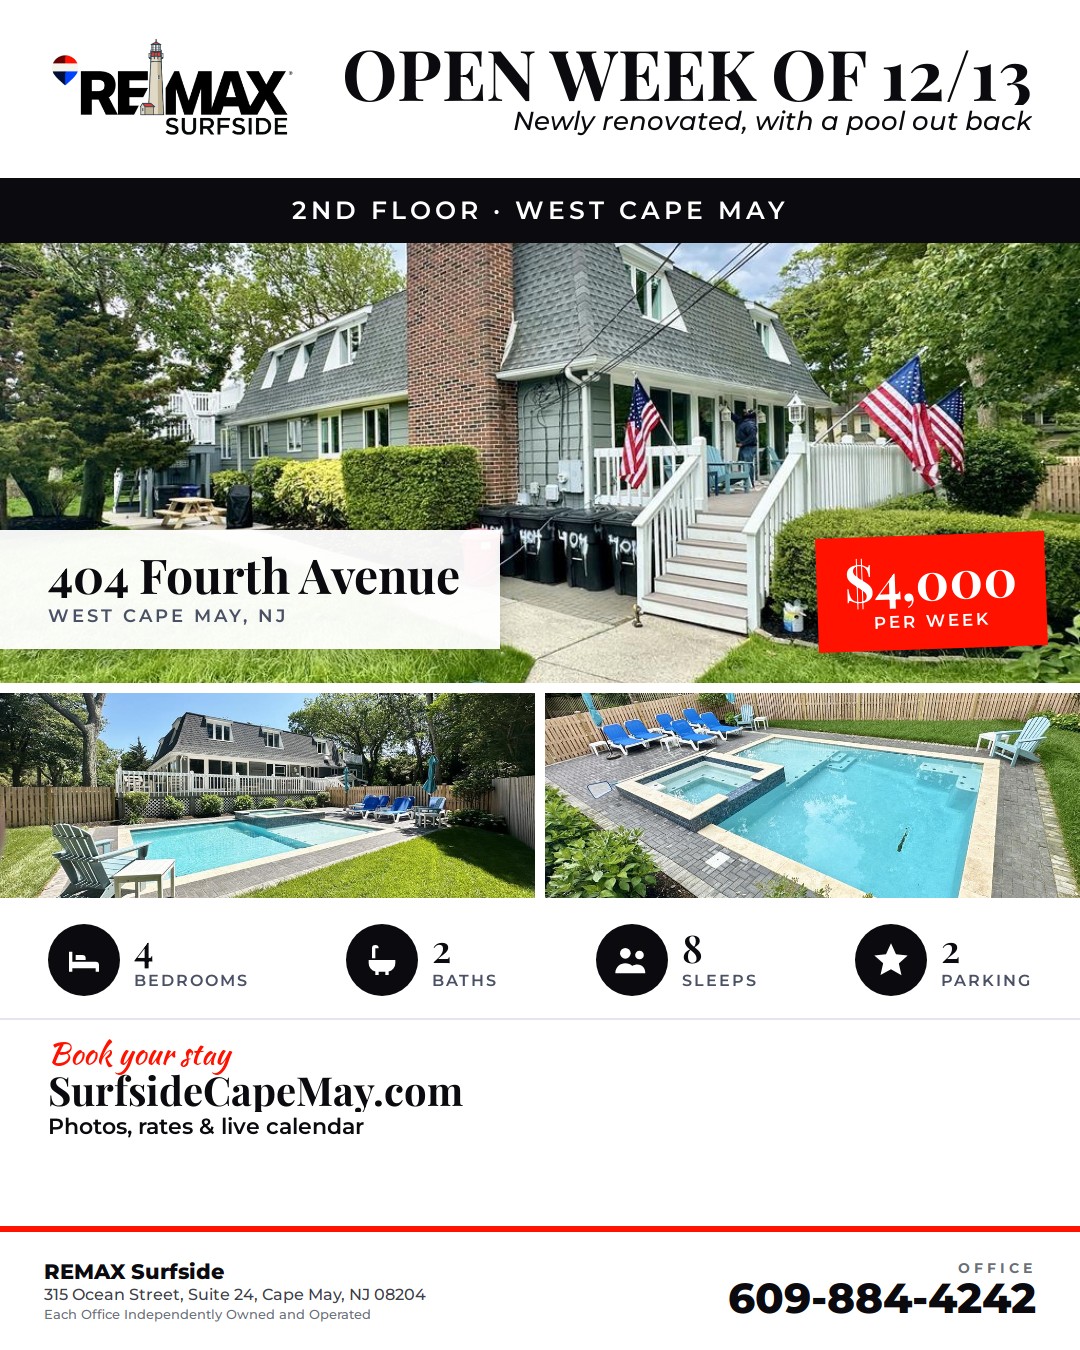 RE/MAX
SURFSIDE
OPEN WEEK OF 12/13
Newly renovated, with a pool out back
2ND FLOOR · WEST CAPE MAY
404
404
404
404 Fourth Avenue
WEST CAPE MAY, NJ
$4,000
PER WEEK
4
BEDROOMS
2
BATHS
8
SLEEPS
2
PARKING
Book your stay
SurfsideCapeMay.com
Photos, rates & live calendar
REMAX Surfside
315 Ocean Street, Suite 24, Cape May, NJ 08204
Each Office Independently Owned and Operated
OFFICE
609-884-4242